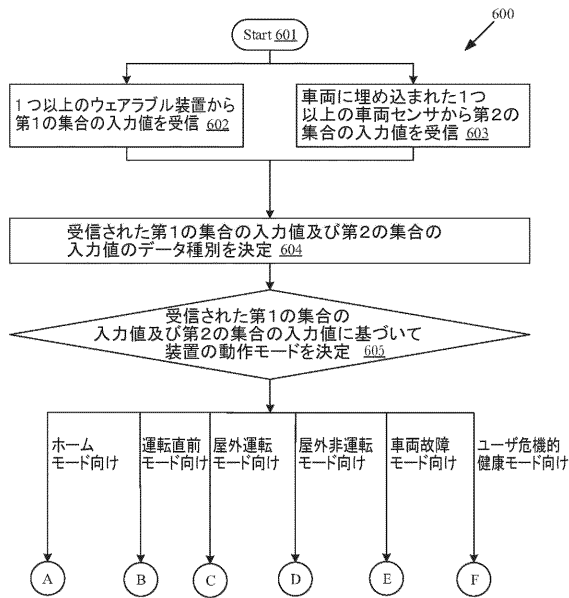 600
Start 601
1つ以上のウェアラブル装置から
第1の集合の入力値を受信 602
車両に埋め込まれた1つ
以上の車両センサから第2の
集合の入力値を受信 603
受信された第1の集合の入力値及び第2の集合の
入力値のデータ種別を決定 604
受信された第1の集合の
入力値及び第2の集合の入力値に基づいて
装置の動作モードを決定 605
ホーム
モード向け
運転直前
モード向け
屋外運転
モード向け
屋外非運転
モード向け
車両故障
モード向け
ユーザ危機的
健康モード向け
A
B
C
D
E
F